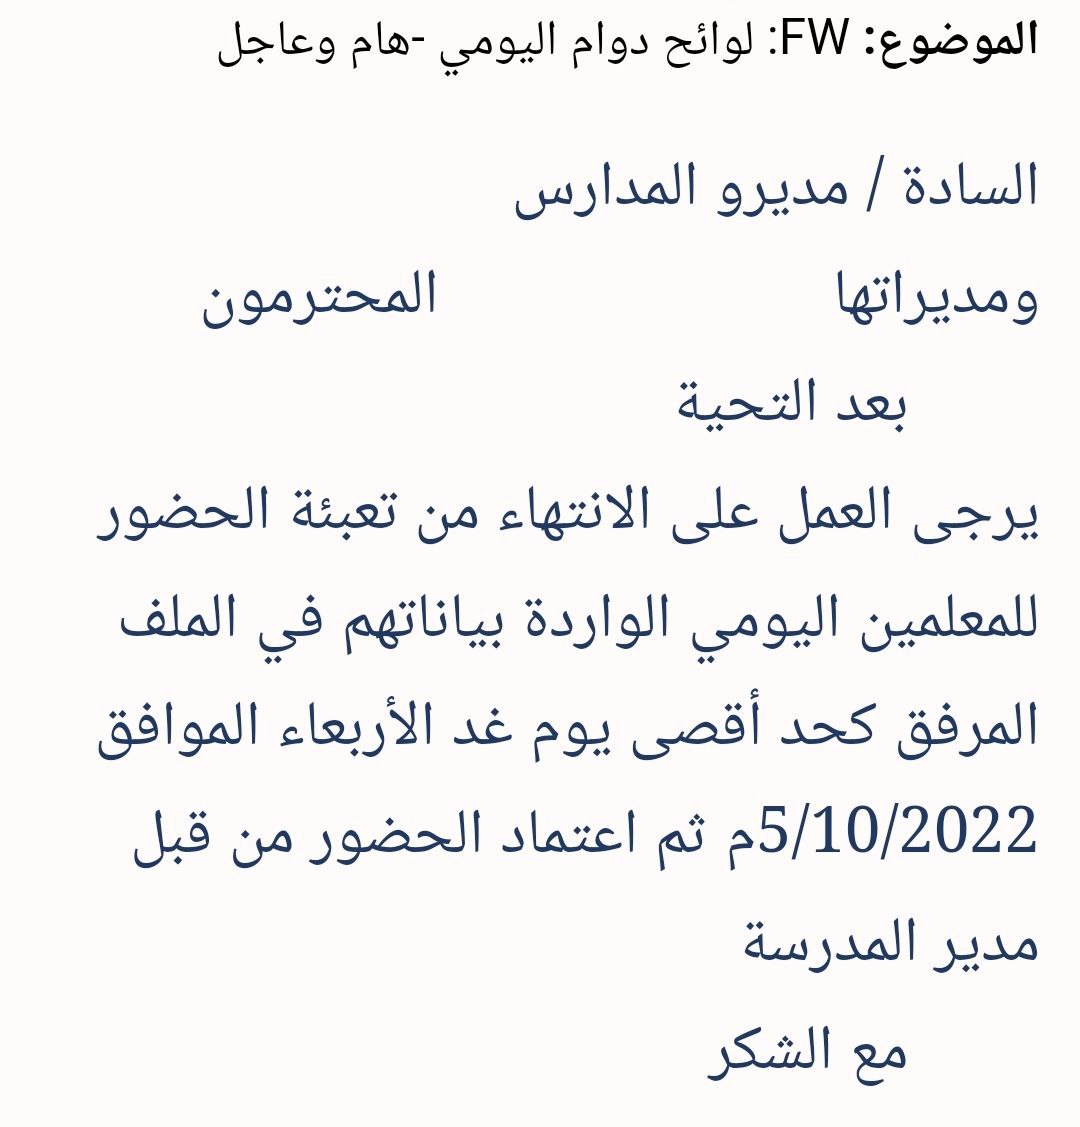 الموضوع: FW: لوائح دوام اليومي -هام وعاجل
السادة / مديرو المدارس
ومديراتها المحترمون
بعد التحية
يرجى العمل على الانتهاء من تعبئة الحضور
للمعلمين اليومي الواردة بياناتهم في الملف
المرفق كحد أقصى يوم غد الأربعاء الموافق
5/10/2022م ثم اعتماد الحضور من قبل
مدير المدرسة
مع الشكر